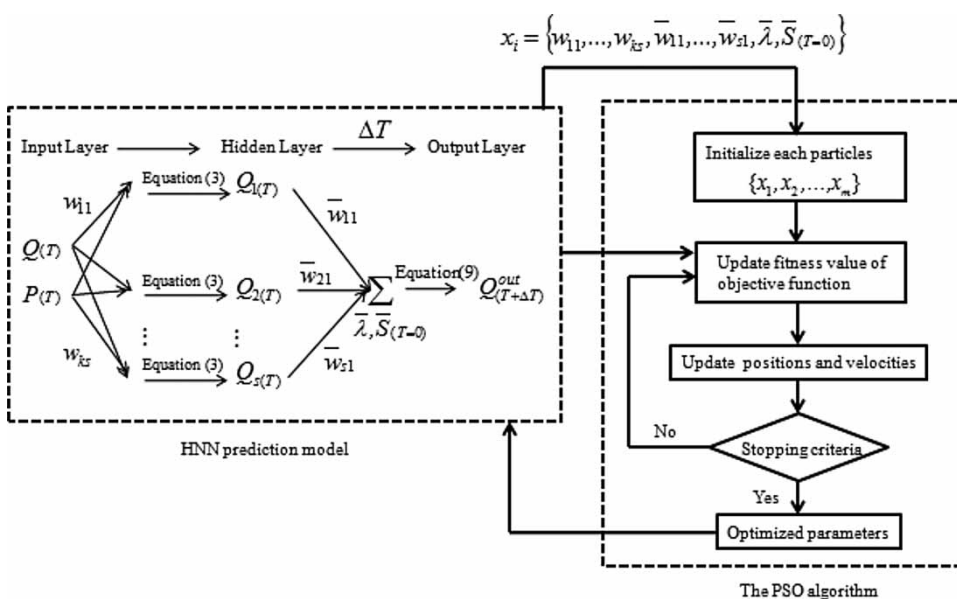 x_i = {w_11,...,w_ks, w̅_11,...,w̅_s1, λ̅, S̅_(T=0)}
Input Layer
Hidden Layer
ΔT
Output Layer
w_11
Equation (3)
Q_1(T)
w̅_11
Q_(T)
P_(T)
Equation (3)
Q_2(T)
w̅_21
∑
Equation(9)
Q^out_(T+ΔT)
λ̅, S̅_(T=0)
⋮
⋮
w_ks
Equation (3)
Q_s(T)
w̅_s1
HNN prediction model
Initialize each particles
{x_1, x_2, ..., x_m}
Update fitness value of
objective function
Update positions and velocities
No
Stopping criteria
Yes
Optimized parameters
The PSO algorithm